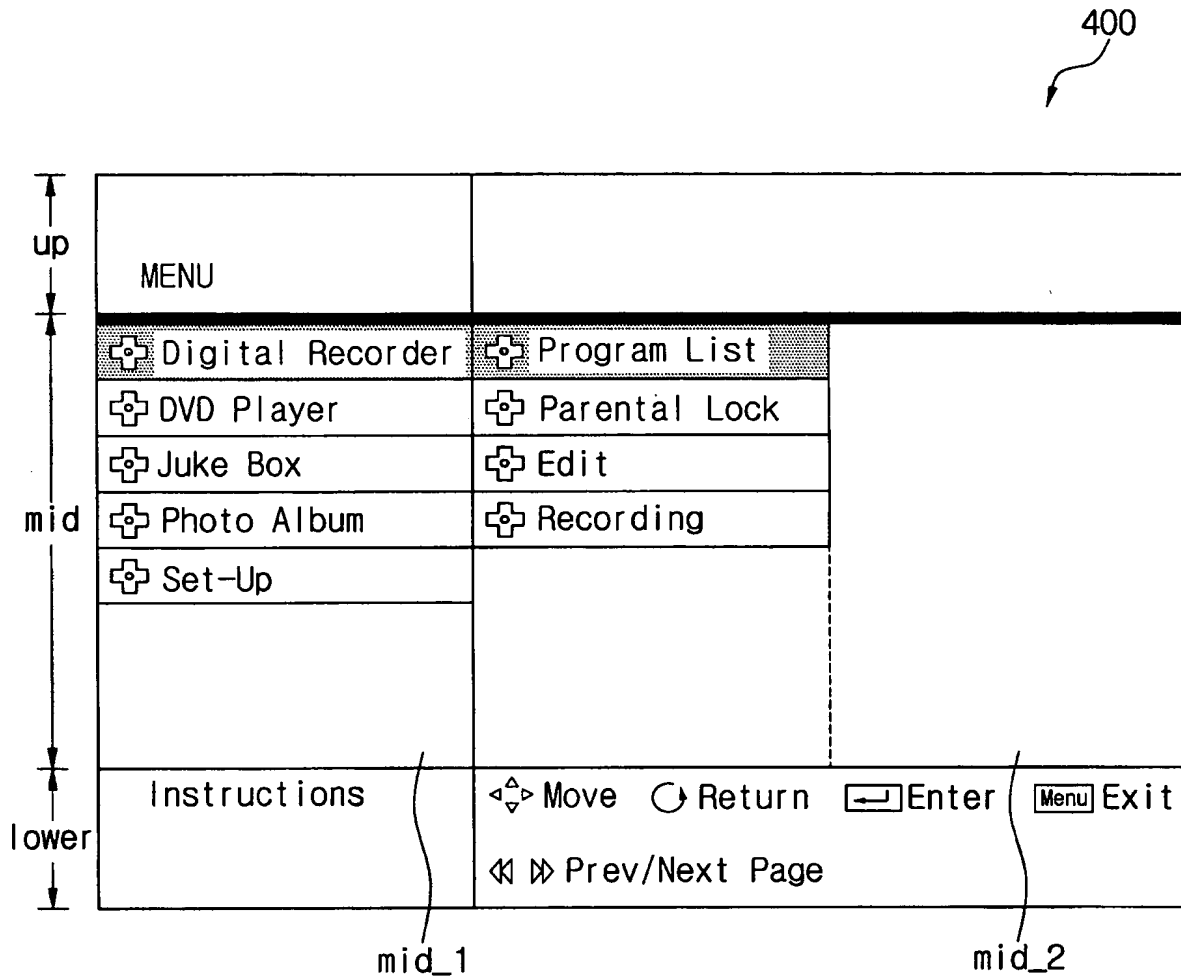 400
up
MENU
mid
Digital Recorder
Program List
DVD Player
Parental Lock
Juke Box
Edit
Photo Album
Recording
Set-Up
lower
Instructions
Move Return Enter Menu Exit
Prev/Next Page
mid_1
mid_2